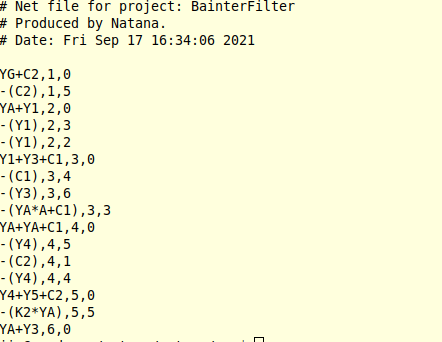 # Net file for project: BainterFilter
# Produced by Natana.
# Date: Fri Sep 17 16:34:06 2021
YG+C2,1,0
-(C2),1,5
YA+Y1,2,0
-(Y1),2,3
-(Y1),2,2
Y1+Y3+C1,3,0
-(C1),3,4
-(Y3),3,6
-(YA*A+C1),3,3
YA+YA+C1,4,0
-(Y4),4,5
-(C2),4,1
-(Y4),4,4
Y4+Y5+C2,5,0
-(K2*YA),5,5
YA+Y3,6,0